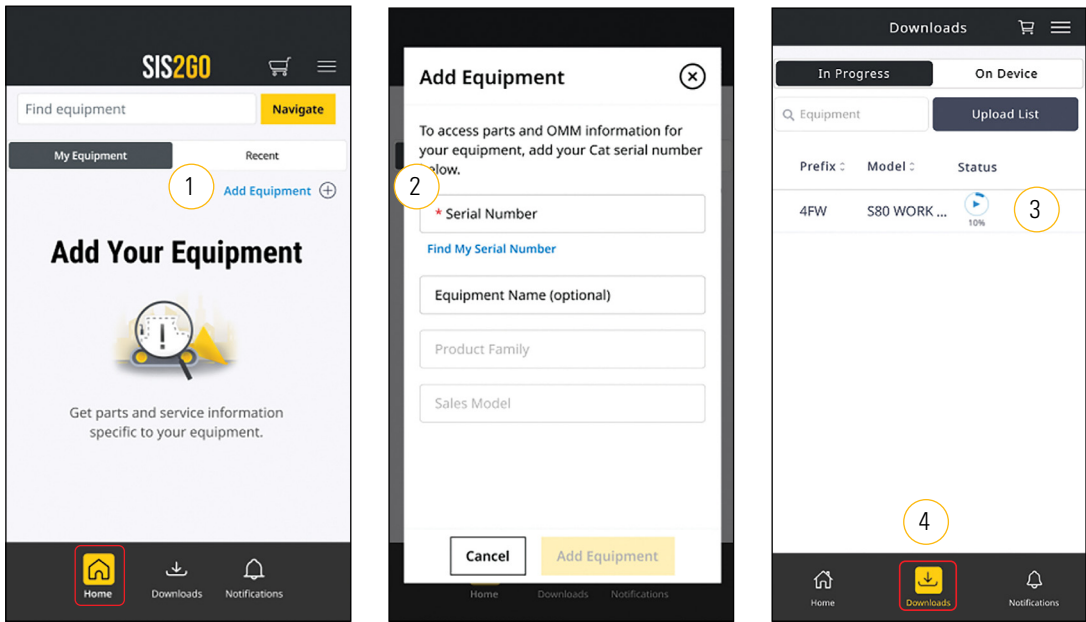 SIS2GO
Find equipment
Navigate
My Equipment
Recent
1
Add Equipment
Add Your Equipment
!
Get parts and service information
specific to your equipment.
Home
Downloads
Notifications
Add Equipment
To access parts and OMM information for
your equipment, add your Cat serial number
below.
2
* Serial Number
Find My Serial Number
Equipment Name (optional)
Product Family
Sales Model
Cancel
Add Equipment
Home
Downloads
Notifications
Downloads
In Progress
On Device
Equipment
Upload List
Prefix
Model
Status
4FW
S80 WORK ...
10%
3
4
Home
Downloads
Notifications